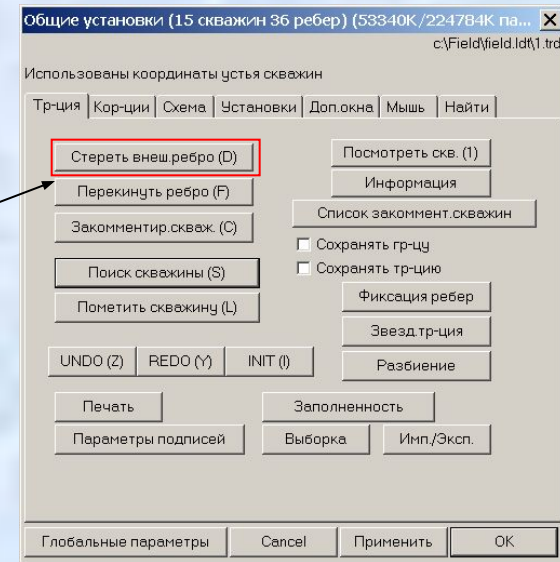 Общие установки (15 скважин 36 ребер) (53340K/224784K па...
c:\Field\field.ldt\1.trd
Использованы координаты устья скважин
Тр-ция Кор-ции Схема Установки Доп.окна Мышь Найти
Стереть внеш.ребро (D) Посмотреть скв. (1)
Перекинуть ребро (F) Информация
Закомментир.скваж. (C) Список закоммент.скважин
Сохранять гр-цу
Поиск скважины (S) Сохранять тр-цию
Пометить скважину (L) Фиксация ребер
Звезд.тр-ция
UNDO (Z) REDO (Y) INIT (I) Разбиение
Печать Заполненность
Параметры подписей Выборка Имп./Эксп.
Глобальные параметры Cancel Применить OK